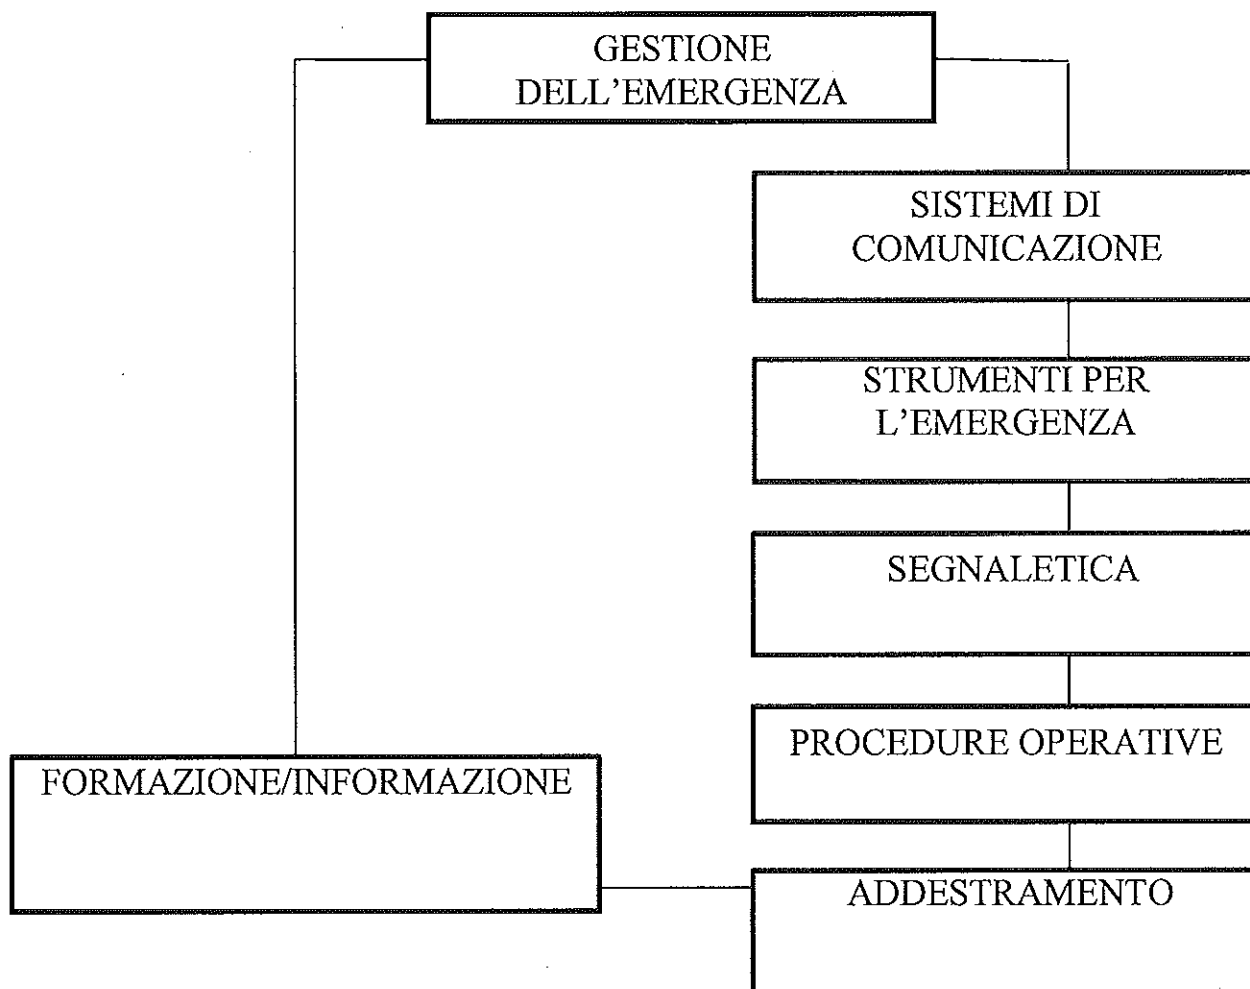 GESTIONE
DELL'EMERGENZA
SISTEMI DI
COMUNICAZIONE
STRUMENTI PER
L'EMERGENZA
SEGNALETICA
PROCEDURE OPERATIVE
FORMAZIONE/INFORMAZIONE
ADDESTRAMENTO